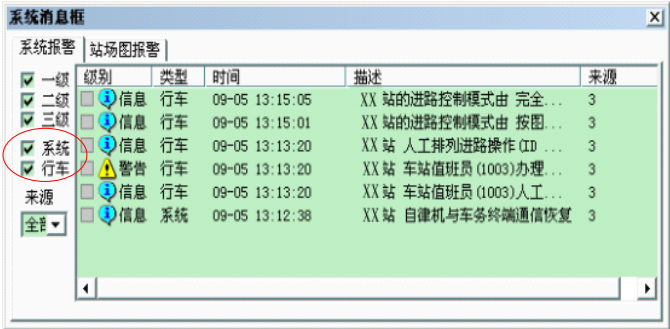 系统消息框
系统报警 站场图报警
一级
二级
三级
系统
行车
来源
全部
级别 类型 时间 描述 来源
信息 行车 09-05 13:15:05 XX 站的进路控制模式由 完全... 3
信息 行车 09-05 13:15:01 XX 站的进路控制模式由 按图... 3
信息 行车 09-05 13:13:20 XX 站 人工排列进路操作(ID ... 3
警告 行车 09-05 13:13:20 XX 站 车站值班员(1003)办理... 3
信息 行车 09-05 13:13:20 XX 站 车站值班员(1003)人工... 3
信息 系统 09-05 13:12:38 XX 站 自律机与车务终端通信恢复 3